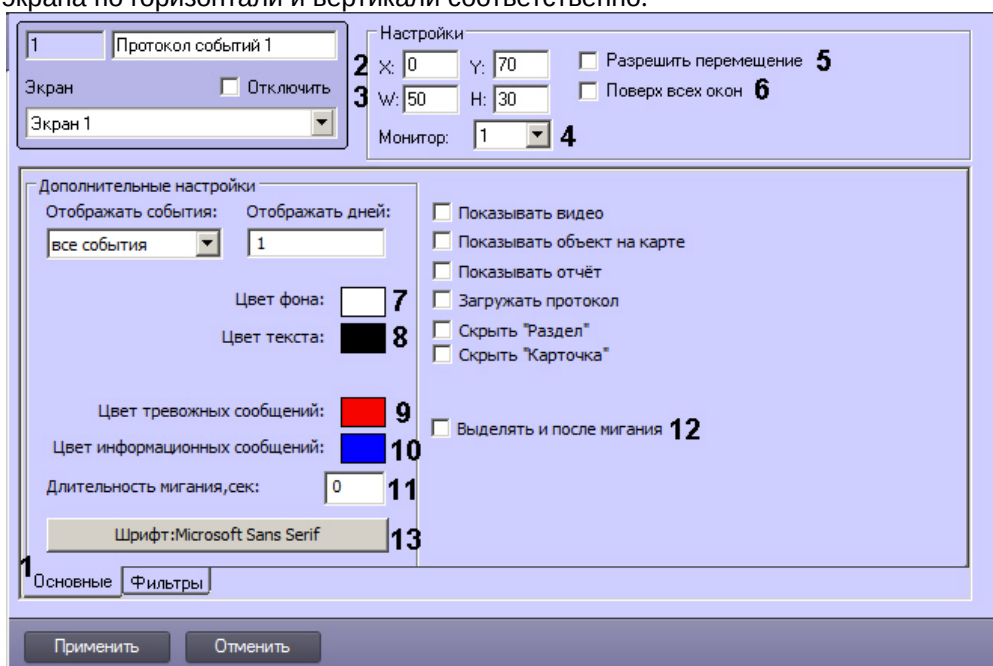 экрана по горизонтали и вертикали соответственно.
1 Протокол событий 1
Экран Отключить
Экран 1
Настройки
2 X: 0 Y: 70 Разрешить перемещение 5
3 W: 50 H: 30 Поверх всех окон 6
Монитор: 1 4
Дополнительные настройки
Отображать события: Отображать дней:
все события 1
Цвет фона: 7
Цвет текста: 8
Цвет тревожных сообщений: 9
Цвет информационных сообщений: 10
Длительность мигания,сек: 0 11
Шрифт:Microsoft Sans Serif 13
Показывать видео
Показывать объект на карте
Показывать отчёт
Загружать протокол
Скрыть "Раздел"
Скрыть "Карточка"
Выделять и после мигания 12
1 Основные Фильтры
Применить Отменить